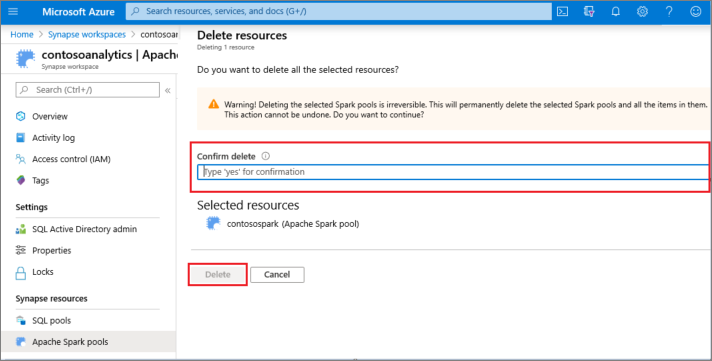 Microsoft Azure
Search resources, services, and docs (G+/)
Home > Synapse workspaces > contosoar
contosoanalytics | Apach
Synapse workspace
Search (Ctrl+/)
«
Overview
Activity log
Access control (IAM)
Tags
Settings
SQL Active Directory admin
Properties
Locks
Synapse resources
SQL pools
Apache Spark pools
Delete resources
Deleting 1 resource
Do you want to delete all the selected resources?
Warning! Deleting the selected Spark pools is irreversible. This will permanently delete the selected Spark pools and all the items in them.
This action cannot be undone. Do you want to continue?
Confirm delete
Type 'yes' for confirmation
Selected resources
contosospark (Apache Spark pool)
Delete
Cancel